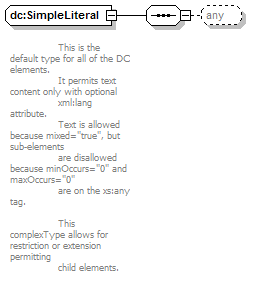 dc:SimpleLiteral
any
This is the
default type for all of the DC
elements.
It permits text
content only with optional
xml:lang
attribute.
Text is allowed
because mixed="true", but
sub-elements
are disallowed
because minOccurs="0" and
maxOccurs="0"
are on the xs:any
tag.
This
complexType allows for
restriction or extension
permitting
child elements.